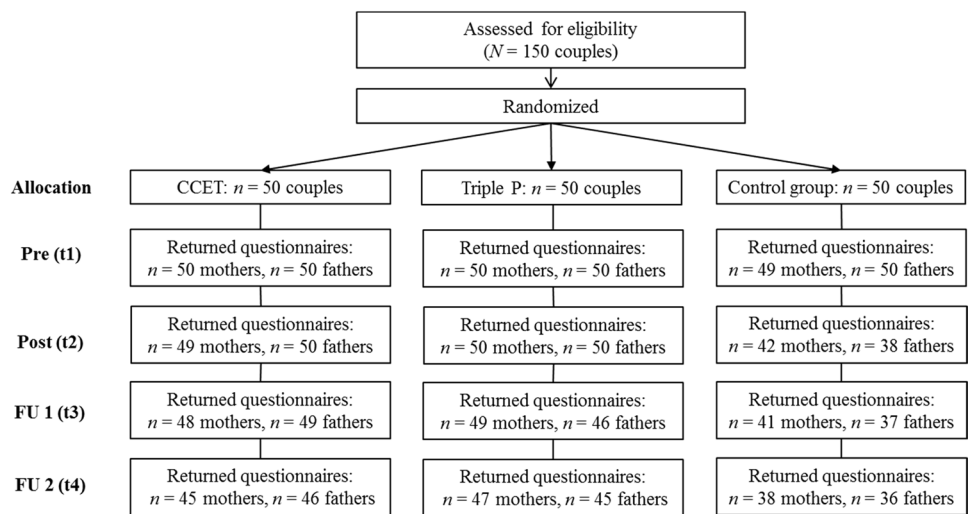 Assessed for eligibility
(N = 150 couples)
Randomized
Allocation
CCET: n = 50 couples
Triple P: n = 50 couples
Control group: n = 50 couples
Pre (t1)
Returned questionnaires:
n = 50 mothers, n = 50 fathers
Returned questionnaires:
n = 50 mothers, n = 50 fathers
Returned questionnaires:
n = 49 mothers, n = 50 fathers
Post (t2)
Returned questionnaires:
n = 49 mothers, n = 50 fathers
Returned questionnaires:
n = 50 mothers, n = 50 fathers
Returned questionnaires:
n = 42 mothers, n = 38 fathers
FU 1 (t3)
Returned questionnaires:
n = 48 mothers, n = 49 fathers
Returned questionnaires:
n = 49 mothers, n = 46 fathers
Returned questionnaires:
n = 41 mothers, n = 37 fathers
FU 2 (t4)
Returned questionnaires:
n = 45 mothers, n = 46 fathers
Returned questionnaires:
n = 47 mothers, n = 45 fathers
Returned questionnaires:
n = 38 mothers, n = 36 fathers